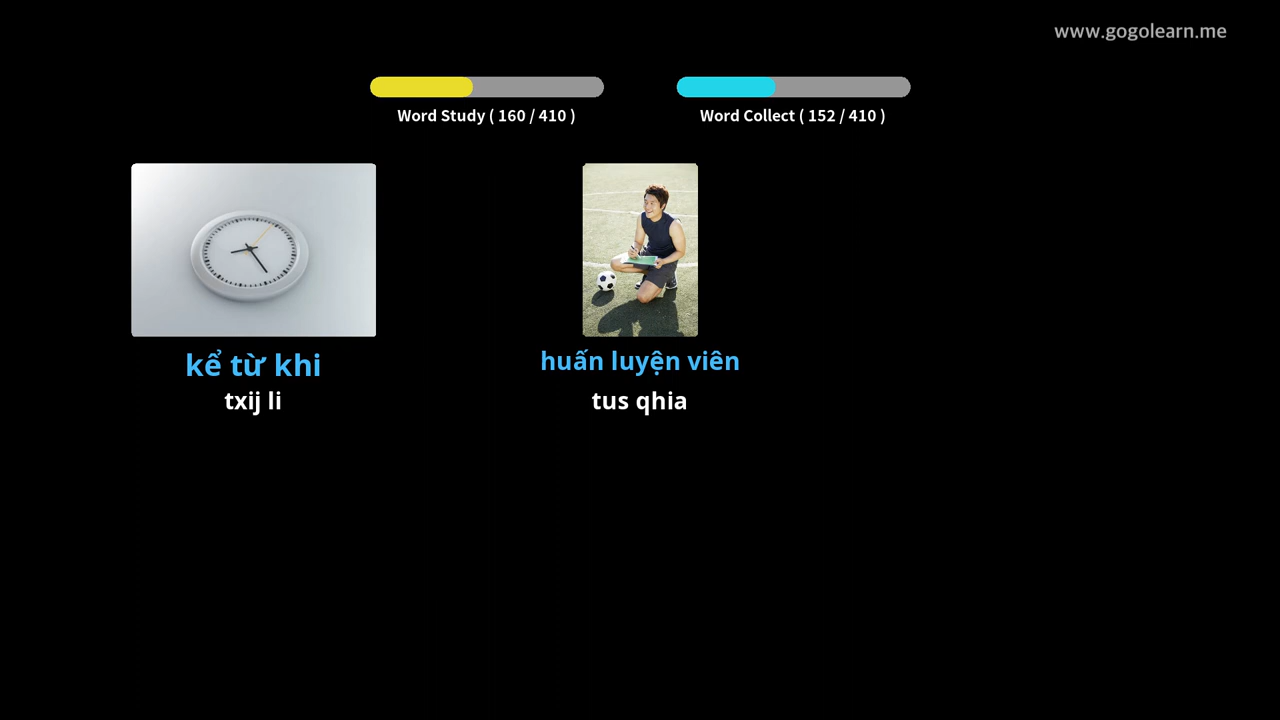 www.gogolearn.me
Word Study ( 160 / 410 )
Word Collect ( 152 / 410 )
kể từ khi
txij li
huấn luyện viên
tus qhia